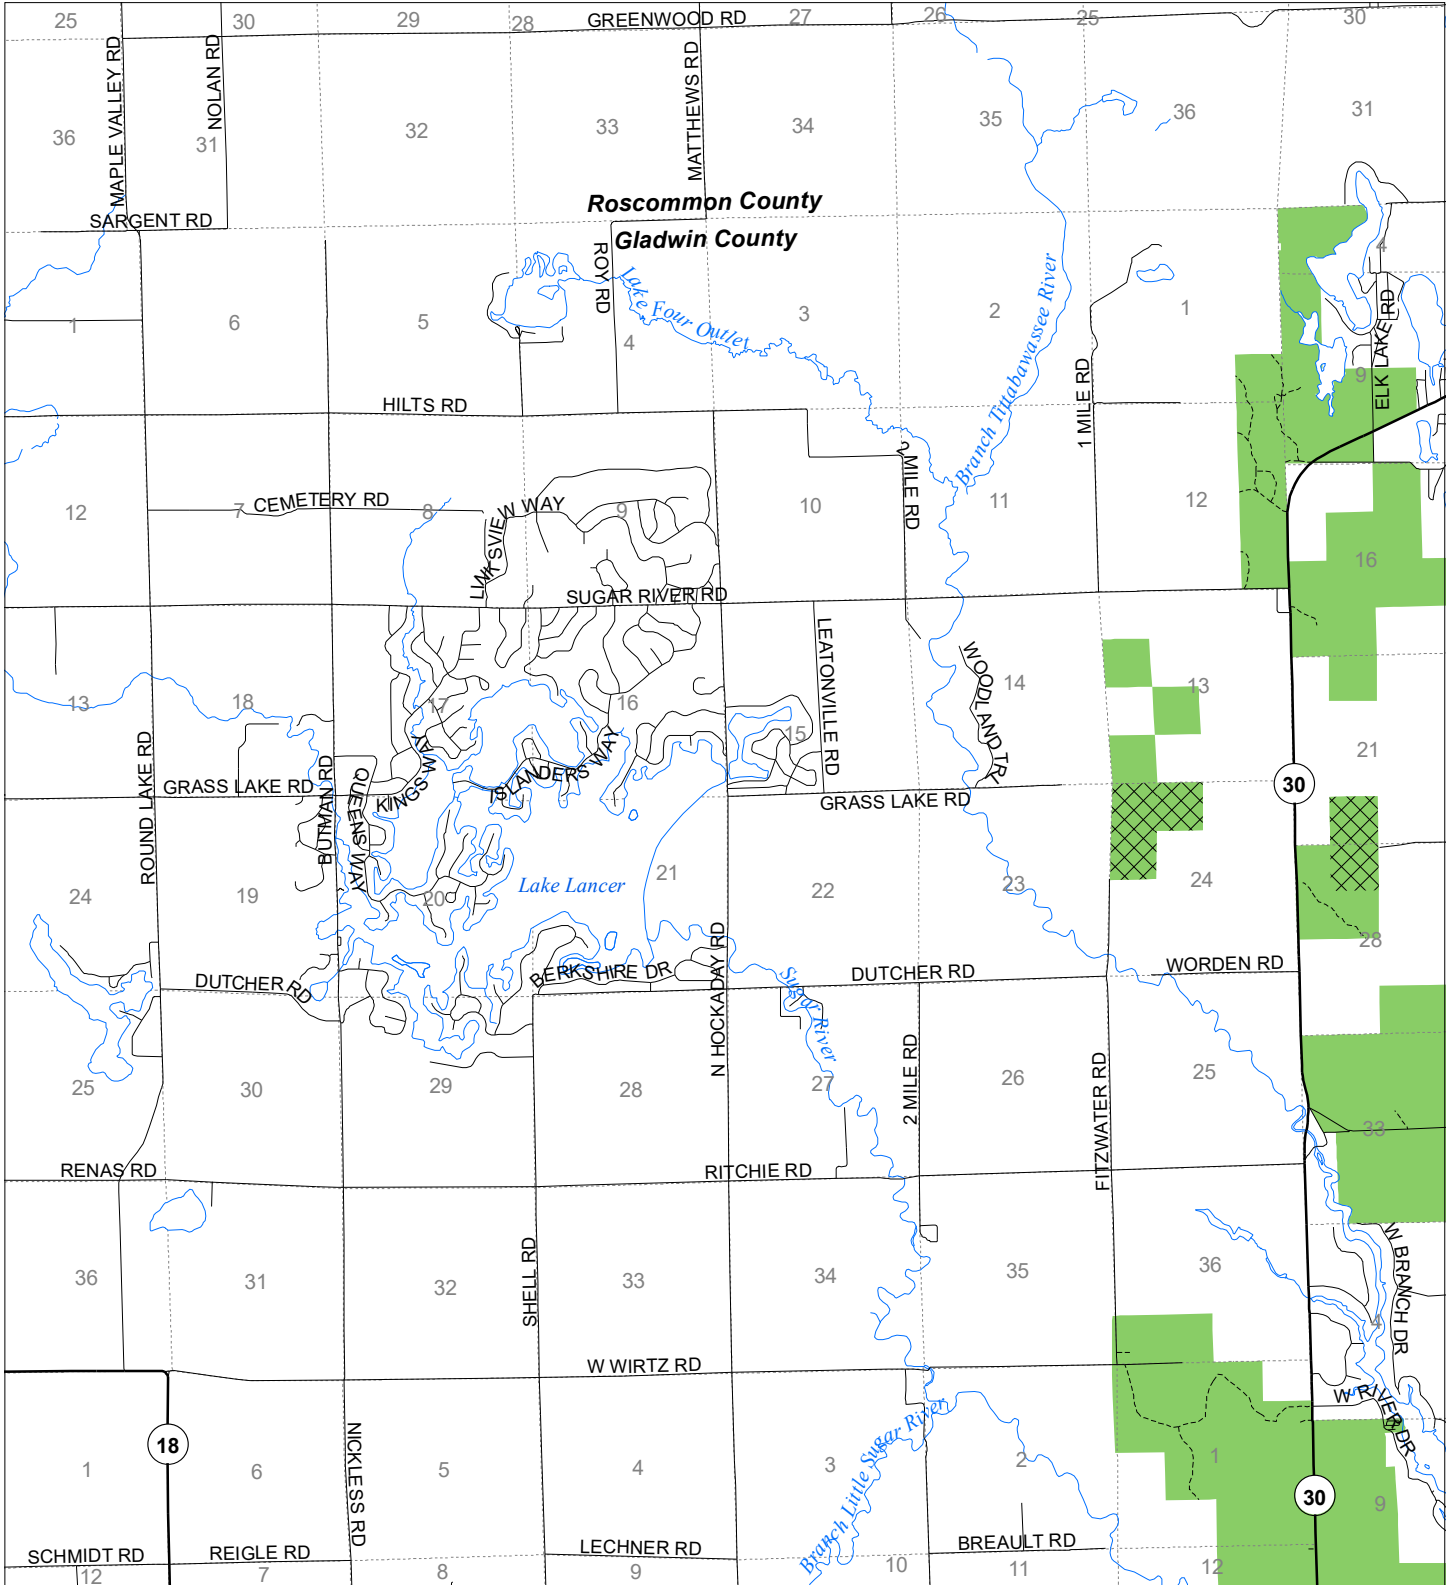 25 30 29 28 GREENWOOD RD 27 26 25 30
MAPLE VALLEY RD
NOLAN RD
MATTHEWS RD
36 31 32 33 34 35 36 31
SARGENT RD
Roscommon County
Gladwin County
ROY RD
Lake Four Outlet
Branch Tittabawassee River
1 6 5 4 3 2 1 4
ELK LAKE RD
9
1 MILE RD
HILTS RD
2 MILE RD
12 7 CEMETERY RD 8 9 10 11 12 16
LINKSVIEW WAY
SUGAR RIVER RD
LEATONVILLE RD
WOODLAND TRL
13 18 17 16 15 14 13 21
ROUND LAKE RD
BUTMAN RD
QUEENS WAY
KINGS WAY
ISLANDERS WAY
GRASS LAKE RD
GRASS LAKE RD
30
24 19 20 Lake Lancer 21 22 23 24 28
N HOCKADAY RD
DUTCHER RD
BERKSHIRE DR
DUTCHER RD
WORDEN RD
Sugar River
2 MILE RD
FITZWATER RD
25 30 29 28 27 26 25 33
RENAS RD
RITCHIE RD
SHELL RD
W BRANCH DR
36 31 32 33 34 35 36 4
W WIRTZ RD
W RIVER DR
18
NICKLESS RD
Branch Little Sugar River
1 6 5 4 3 2 1 9
30
SCHMIDT RD
REIGLE RD
LECHNER RD
BREAULT RD
12 7 8 9 10 11 12